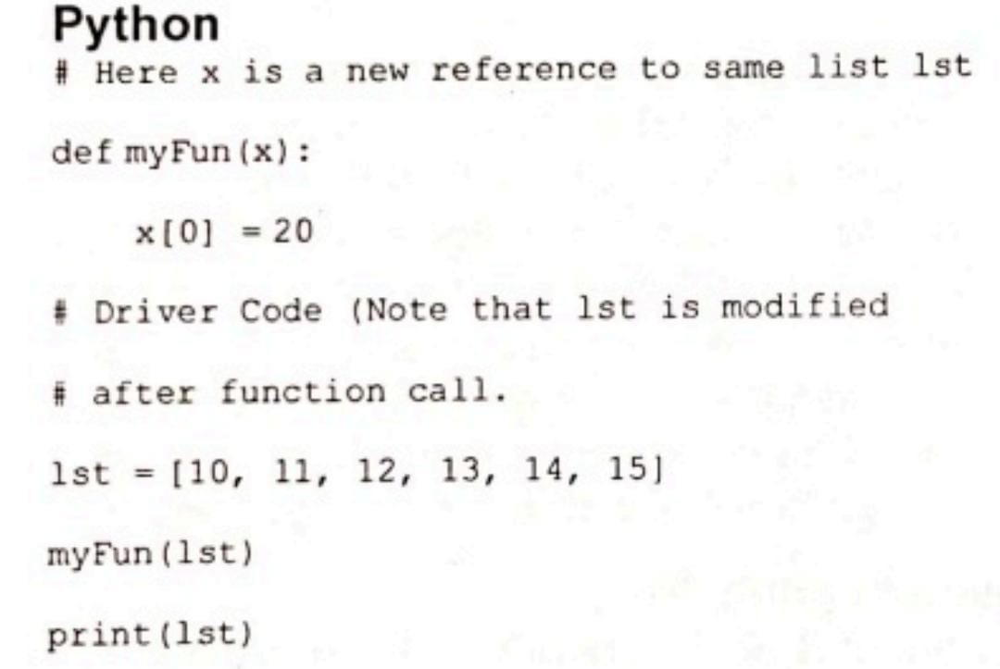 Python
# Here x is a new reference to same list lst
def myFun(x):
x[0] = 20
# Driver Code (Note that lst is modified
# after function call.
lst = [10, 11, 12, 13, 14, 15]
myFun(lst)
print(lst)